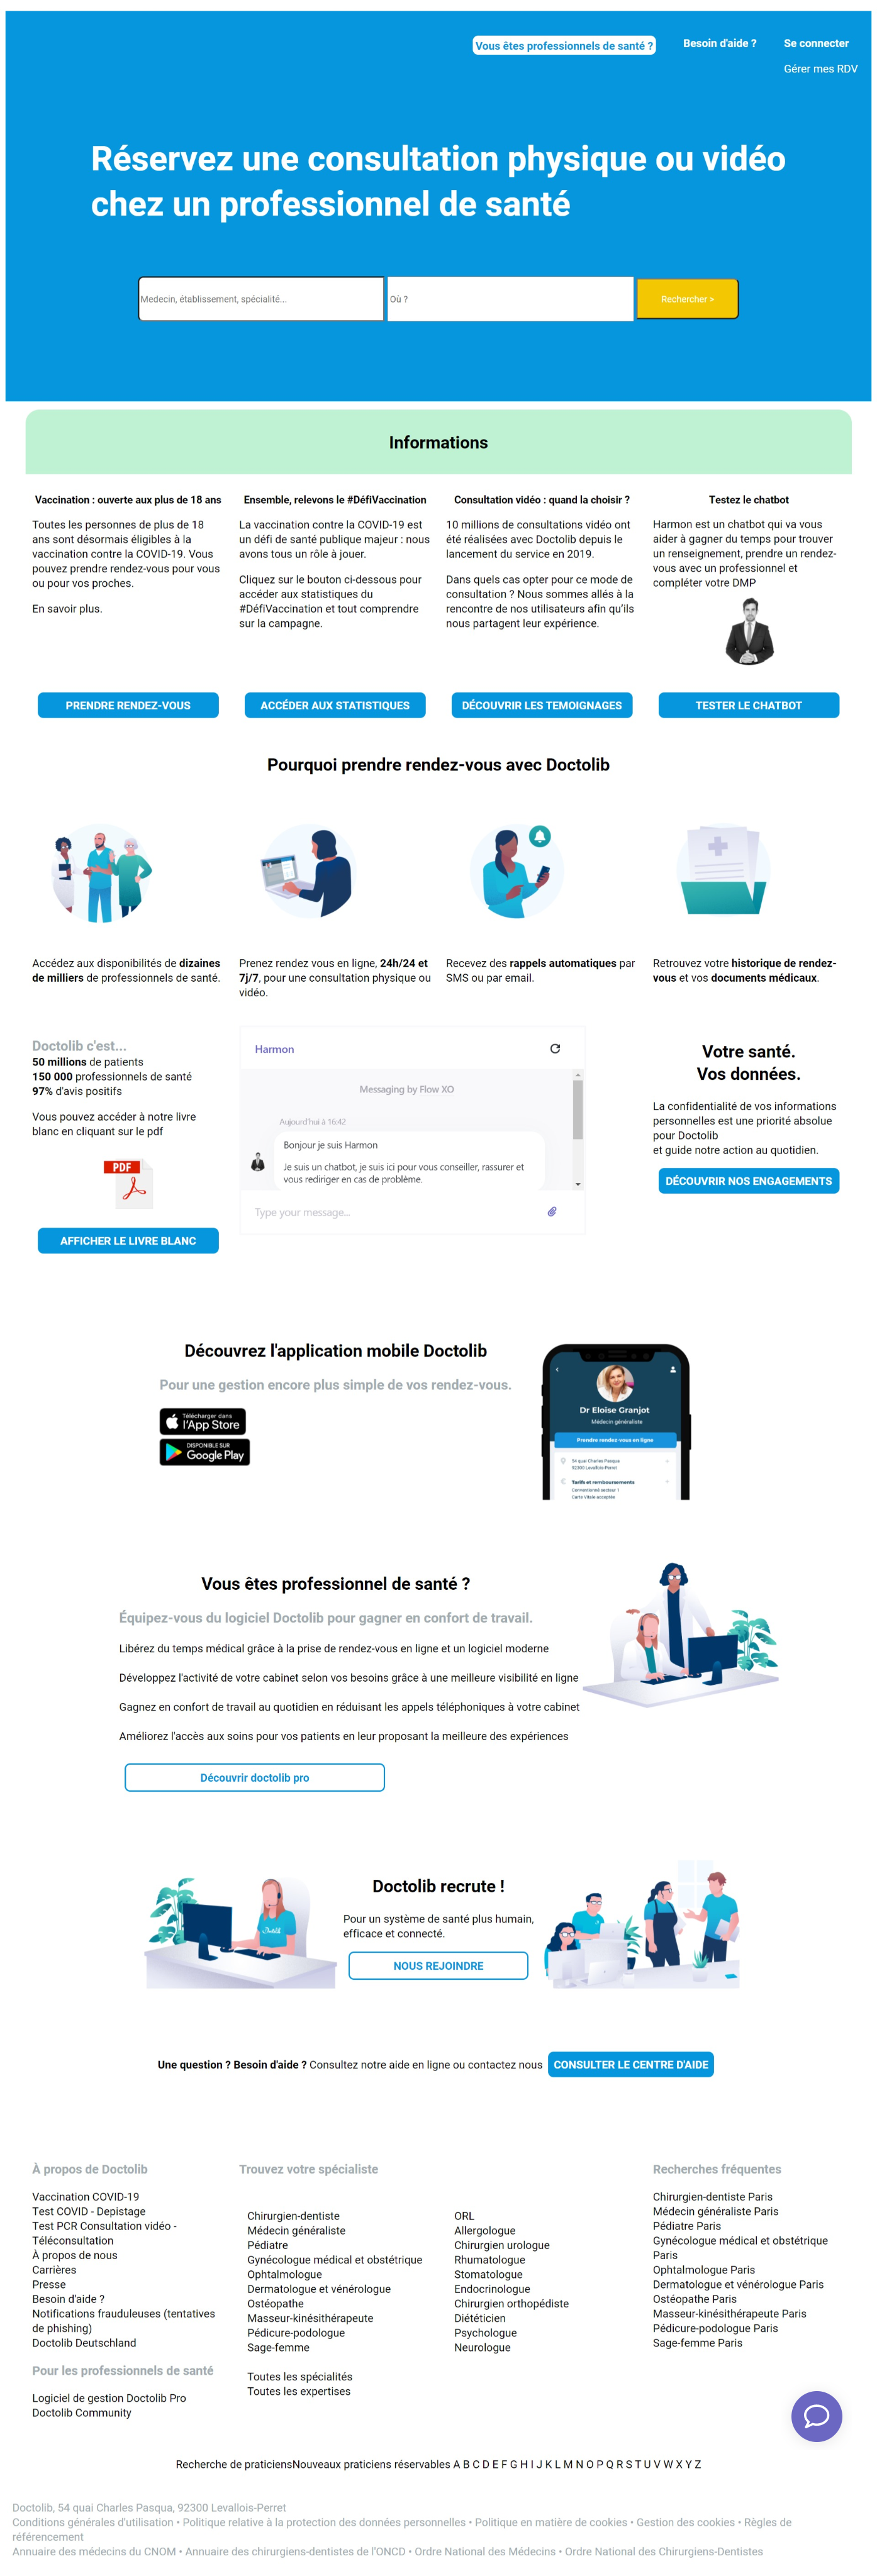 Vous êtes professionnels de santé ?
Besoin d'aide ?
Se connecter
Gérer mes RDV
Réservez une consultation physique ou vidéo
chez un professionnel de santé
Medecin, établissement, spécialité...
Où ?
Rechercher >
Informations
Vaccination : ouverte aux plus de 18 ans
Toutes les personnes de plus de 18
ans sont désormais éligibles à la
vaccination contre la COVID-19. Vous
pouvez prendre rendez-vous pour vous
ou pour vos proches.
En savoir plus.
PRENDRE RENDEZ-VOUS
Ensemble, relevons le #DéfiVaccination
La vaccination contre la COVID-19 est
un défi de santé publique majeur : nous
avons tous un rôle à jouer.
Cliquez sur le bouton ci-dessous pour
accéder aux statistiques du
#DéfiVaccination et tout comprendre
sur la campagne.
ACCÉDER AUX STATISTIQUES
Consultation vidéo : quand la choisir ?
10 millions de consultations vidéo ont
été réalisées avec Doctolib depuis le
lancement du service en 2019.
Dans quels cas opter pour ce mode de
consultation ? Nous sommes allés à la
rencontre de nos utilisateurs afin qu'ils
nous partagent leur expérience.
DÉCOUVRIR LES TEMOIGNAGES
Testez le chatbot
Harmon est un chatbot qui va vous
aider à gagner du temps pour trouver
un renseignement, prendre un rendez-
vous avec un professionnel et
compléter votre DMP
TESTER LE CHATBOT
Pourquoi prendre rendez-vous avec Doctolib
Accédez aux disponibilités de dizaines
de milliers de professionnels de santé.
Prenez rendez vous en ligne, 24h/24 et
7j/7, pour une consultation physique ou
vidéo.
Recevez des rappels automatiques par
SMS ou par email.
Retrouvez votre historique de rendez-
vous et vos documents médicaux.
Doctolib c'est...
50 millions de patients
150 000 professionnels de santé
97% d'avis positifs
Vous pouvez accéder à notre livre
blanc en cliquant sur le pdf
PDF
AFFICHER LE LIVRE BLANC
Harmon
Messaging by Flow XO
Aujourd'hui à 16:42
Bonjour je suis Harmon
Je suis un chatbot, je suis ici pour vous conseiller, rassurer et
vous rediriger en cas de problème.
Type your message...
Votre santé.
Vos données.
La confidentialité de vos informations
personnelles est une priorité absolue
pour Doctolib
et guide notre action au quotidien.
DÉCOUVRIR NOS ENGAGEMENTS
Découvrez l'application mobile Doctolib
Pour une gestion encore plus simple de vos rendez-vous.
Télécharger dans
l'App Store
DISPONIBLE SUR
Google Play
Dr Eloïse Granjot
Médecin généraliste
Prendre rendez-vous en ligne
54 quai Charles Pasqua
92300 Levallois-Perret
Tarifs et remboursements
Conventionné secteur 1
Carte Vitale acceptée
Vous êtes professionnel de santé ?
Équipez-vous du logiciel Doctolib pour gagner en confort de travail.
Libérez du temps médical grâce à la prise de rendez-vous en ligne et un logiciel moderne
Développez l'activité de votre cabinet selon vos besoins grâce à une meilleure visibilité en ligne
Gagnez en confort de travail au quotidien en réduisant les appels téléphoniques à votre cabinet
Améliorez l'accès aux soins pour vos patients en leur proposant la meilleure des expériences
Découvrir doctolib pro
Doctolib
Doctolib recrute !
Pour un système de santé plus humain,
efficace et connecté.
NOUS REJOINDRE
Une question ? Besoin d'aide ? Consultez notre aide en ligne ou contactez nous
CONSULTER LE CENTRE D'AIDE
À propos de Doctolib
Vaccination COVID-19
Test COVID - Depistage
Test PCR Consultation vidéo -
Téléconsultation
À propos de nous
Carrières
Presse
Besoin d'aide ?
Notifications frauduleuses (tentatives
de phishing)
Doctolib Deutschland
Pour les professionnels de santé
Logiciel de gestion Doctolib Pro
Doctolib Community
Trouvez votre spécialiste
Chirurgien-dentiste
Médecin généraliste
Pédiatre
Gynécologue médical et obstétrique
Ophtalmologue
Dermatologue et vénérologue
Ostéopathe
Masseur-kinésithérapeute
Pédicure-podologue
Sage-femme
Toutes les spécialités
Toutes les expertises
ORL
Allergologue
Chirurgien urologue
Rhumatologue
Stomatologue
Endocrinologue
Chirurgien orthopédiste
Diététicien
Psychologue
Neurologue
Recherches fréquentes
Chirurgien-dentiste Paris
Médecin généraliste Paris
Pédiatre Paris
Gynécologue médical et obstétrique
Paris
Ophtalmologue Paris
Dermatologue et vénérologue Paris
Ostéopathe Paris
Masseur-kinésithérapeute Paris
Pédicure-podologue Paris
Sage-femme Paris
Recherche de praticiensNouveaux praticiens réservables A B C D E F G H I J K L M N O P Q R S T U V W X Y Z
Doctolib, 54 quai Charles Pasqua, 92300 Levallois-Perret
Conditions générales d'utilisation • Politique relative à la protection des données personnelles • Politique en matière de cookies • Gestion des cookies • Règles de
référencement
Annuaire des médecins du CNOM • Annuaire des chirurgiens-dentistes de l'ONCD • Ordre National des Médecins • Ordre National des Chirurgiens-Dentistes